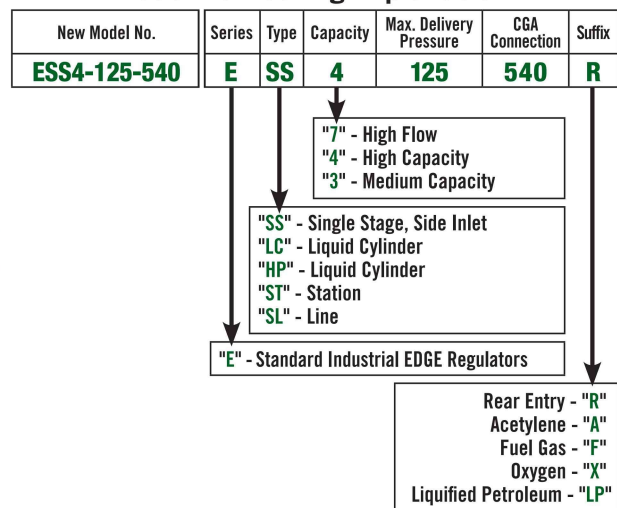 New Model No. Series Type Capacity Max. Delivery Pressure CGA Connection Suffix
ESS4-125-540 E SS 4 125 540 R
"7" - High Flow
"4" - High Capacity
"3" - Medium Capacity
"SS" - Single Stage, Side Inlet
"LC" - Liquid Cylinder
"HP" - Liquid Cylinder
"ST" - Station
"SL" - Line
"E" - Standard Industrial EDGE Regulators
Rear Entry - "R"
Acetylene - "A"
Fuel Gas - "F"
Oxygen - "X"
Liquified Petroleum - "LP"